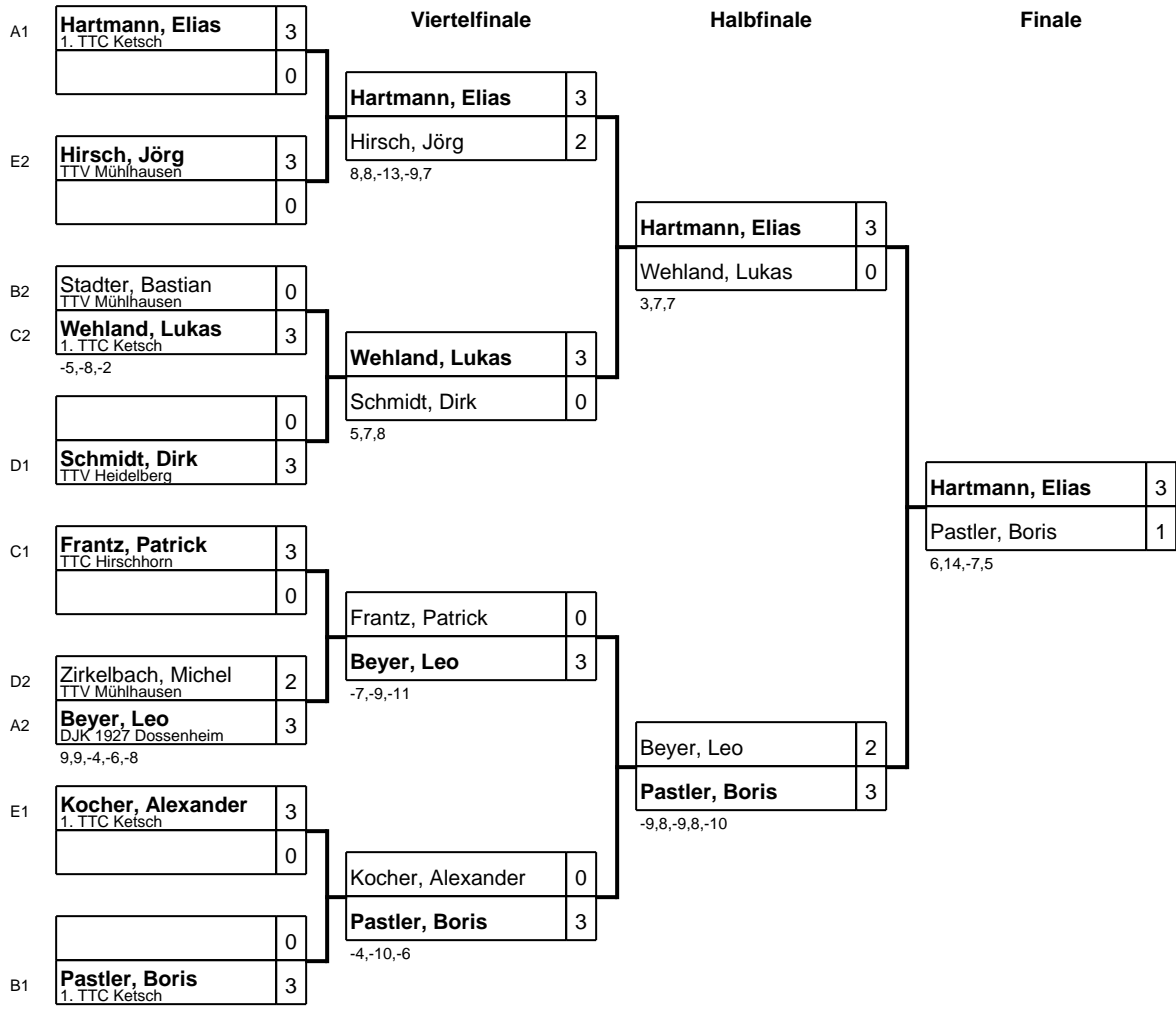 Viertelfinale
Halbfinale
Finale
A1
Hartmann, Elias
1. TTC Ketsch
3
0
E2
Hirsch, Jörg
TTV Mühlhausen
3
0
B2
Stadter, Bastian
TTV Mühlhausen
0
C2
Wehland, Lukas
1. TTC Ketsch
3
-5,-8,-2
0
D1
Schmidt, Dirk
TTV Heidelberg
3
C1
Frantz, Patrick
TTC Hirschhorn
3
0
D2
Zirkelbach, Michel
TTV Mühlhausen
2
A2
Beyer, Leo
DJK 1927 Dossenheim
3
9,9,-4,-6,-8
E1
Kocher, Alexander
1. TTC Ketsch
3
0
0
B1
Pastler, Boris
1. TTC Ketsch
3
Hartmann, Elias
3
Hirsch, Jörg
2
8,8,-13,-9,7
Wehland, Lukas
3
Schmidt, Dirk
0
5,7,8
Frantz, Patrick
0
Beyer, Leo
3
-7,-9,-11
Kocher, Alexander
0
Pastler, Boris
3
-4,-10,-6
Hartmann, Elias
3
Wehland, Lukas
0
3,7,7
Beyer, Leo
2
Pastler, Boris
3
-9,8,-9,8,-10
Hartmann, Elias
3
Pastler, Boris
1
6,14,-7,5